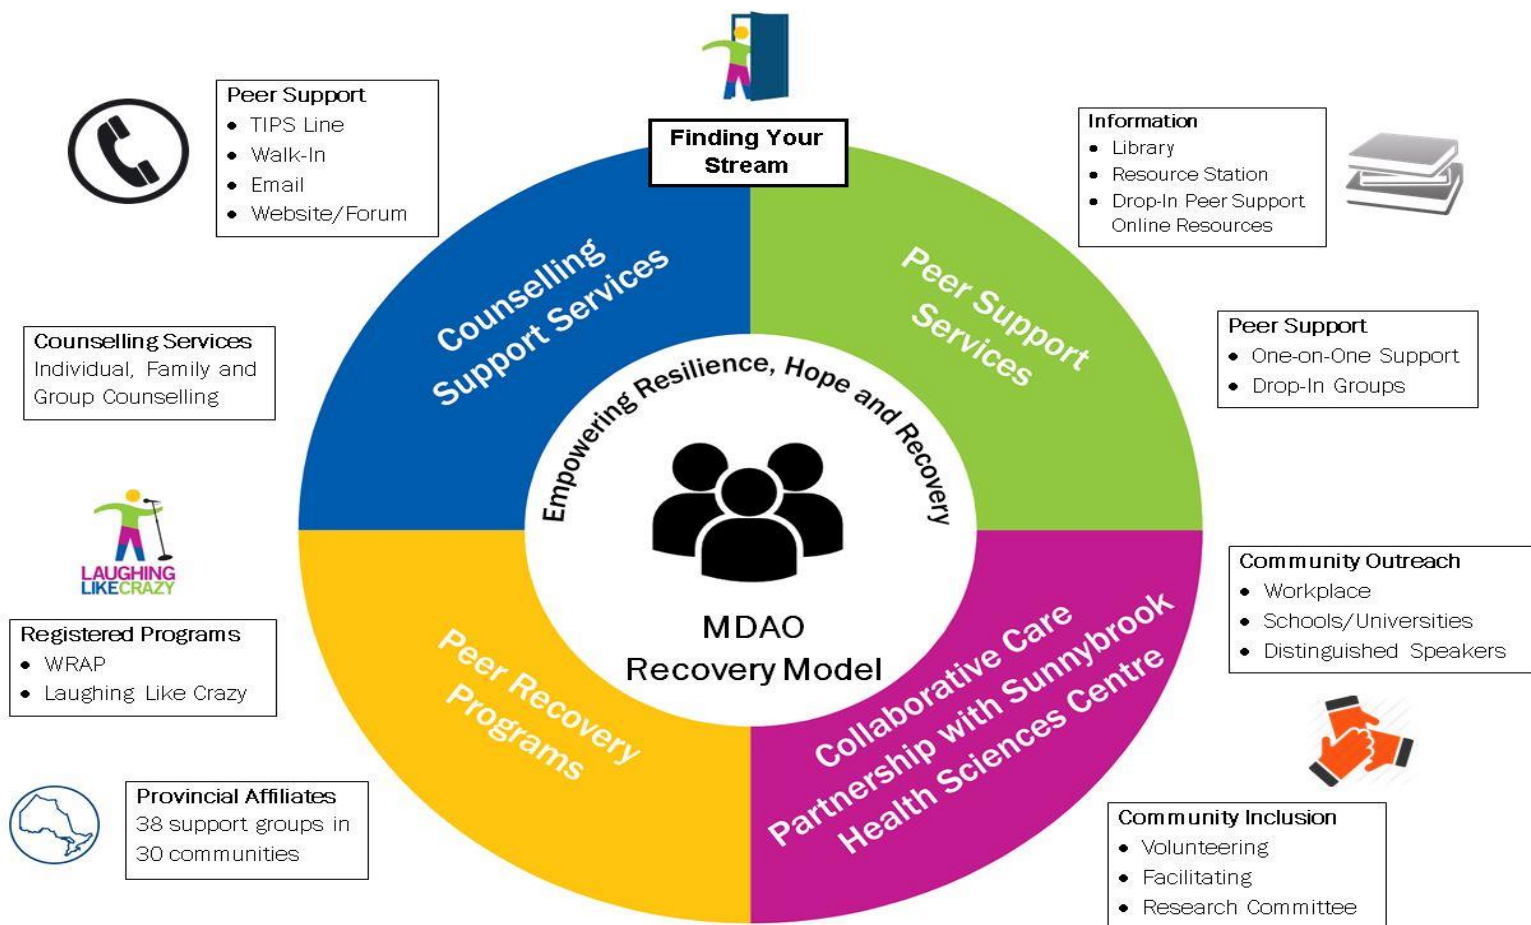 Finding Your
Stream
Peer Support
• TIPS Line
• Walk-In
• Email
• Website/Forum
Counselling Services
Individual, Family and
Group Counselling
LAUGHING
LIKECRAZY
Registered Programs
• WRAP
• Laughing Like Crazy
Provincial Affiliates
38 support groups in
30 communities
Counselling
Support Services
Peer Support
Services
Empowering Resilience, Hope and Recovery
MDAO
Recovery Model
Peer Recovery
Programs
Collaborative Care
Partnership with Sunnybrook
Health Sciences Centre
Information
• Library
• Resource Station
• Drop-In Peer Support
Online Resources
Peer Support
• One-on-One Support
• Drop-In Groups
Community Outreach
• Workplace
• Schools/Universities
• Distinguished Speakers
Community Inclusion
• Volunteering
• Facilitating
• Research Committee